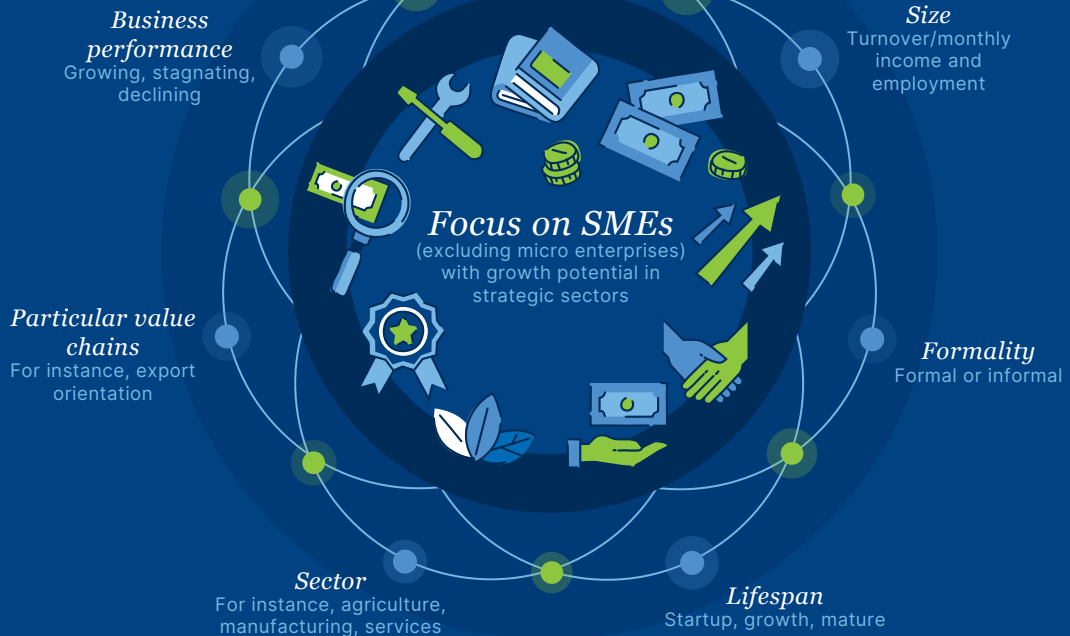 Business
performance
Growing, stagnating,
declining
Size
Turnover/monthly
income and
employment
Focus on SMEs
(excluding micro enterprises)
with growth potential in
strategic sectors
Particular value
chains
For instance, export
orientation
Formality
Formal or informal
Sector
For instance, agriculture,
manufacturing, services
Lifespan
Startup, growth, mature